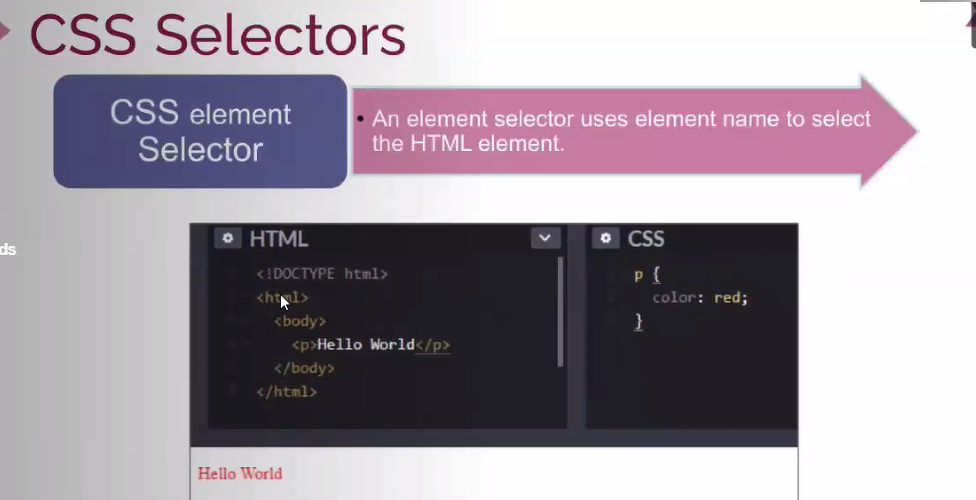 CSS Selectors
CSS element
Selector
• An element selector uses element name to select
the HTML element.
ds
HTML
<!DOCTYPE html>
<html>
<body>
<p>Hello World</p>
</body>
</html>
CSS
p {
color: red;
}
Hello World